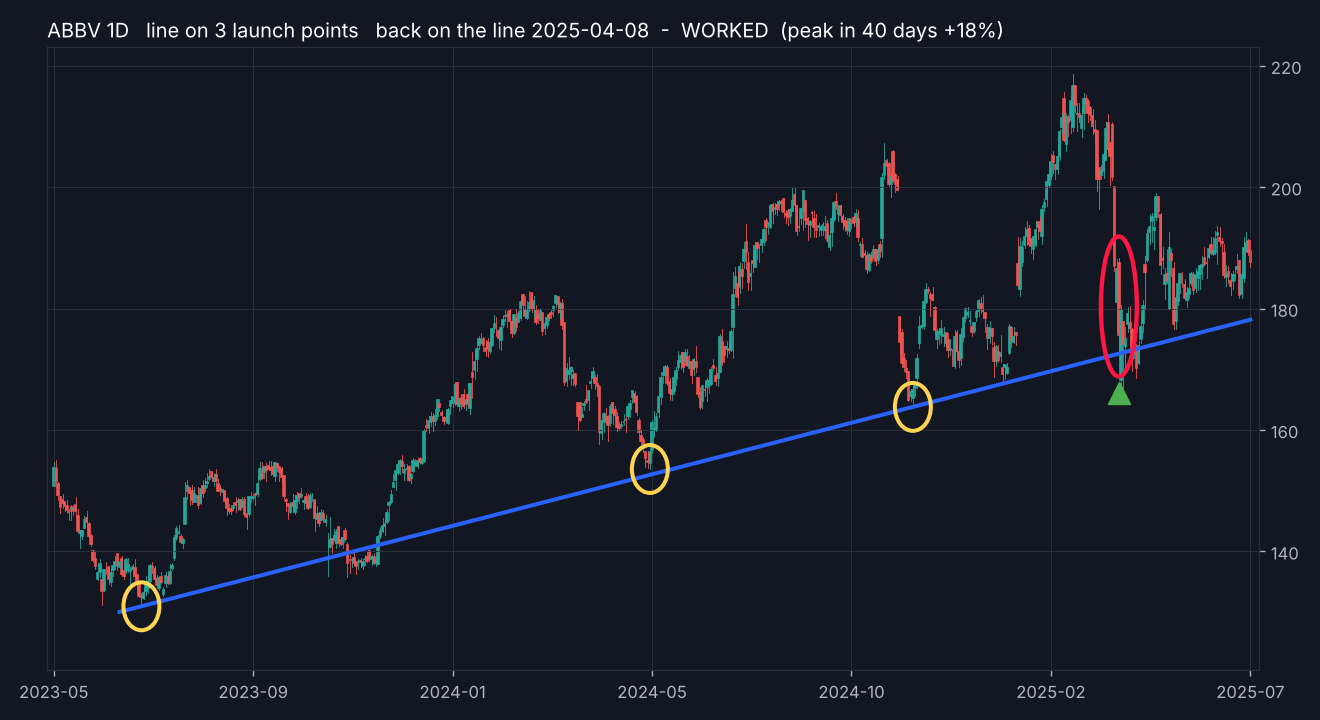 ABBV 1D   line on 3 launch points   back on the line 2025-04-08  -  WORKED  (peak in 40 days +18%)
220
200
180
160
140
2023-05 2023-09 2024-01 2024-05 2024-10 2025-02 2025-07